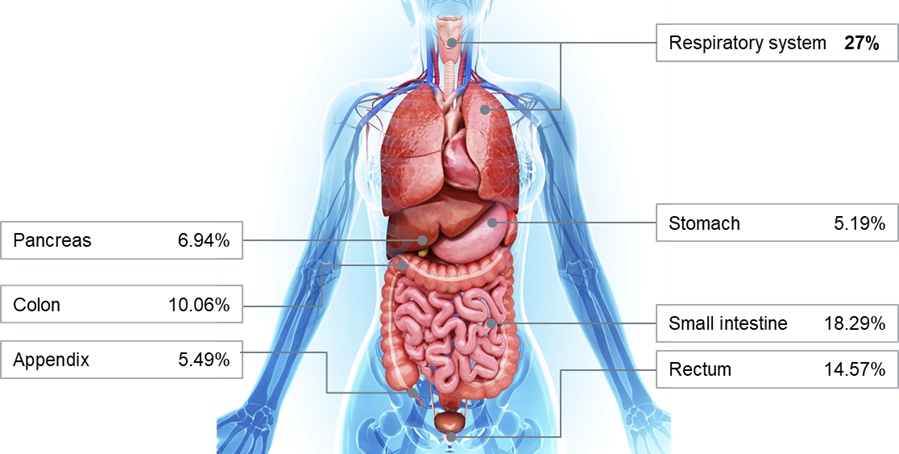 Respiratory system 27%
Pancreas 6.94%
Stomach 5.19%
Colon 10.06%
Small intestine 18.29%
Appendix 5.49%
Rectum 14.57%